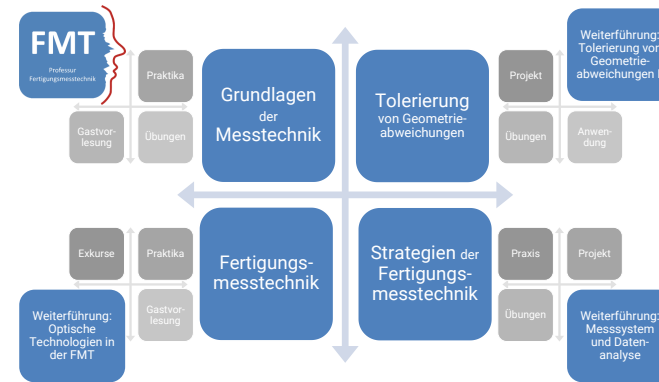 FMT
Professur
Fertigungsmesstechnik
Praktika
Gastvor-
lesung
Übungen
Grundlagen
der
Messtechnik
Tolerierung
von Geometrie-
abweichungen
Projekt
Weiterführung:
Tolerierung von
Geometrie-
abweichungen
Übungen
Anwen-
dung
Exkurse
Praktika
Weiterführung:
Optische
Technologien in
der FMT
Gastvor-
lesung
Fertigungs-
messtechnik
Strategien der
Fertigungs-
messtechnik
Praxis
Projekt
Übungen
Weiterführung:
Messsystem
und Daten-
analyse